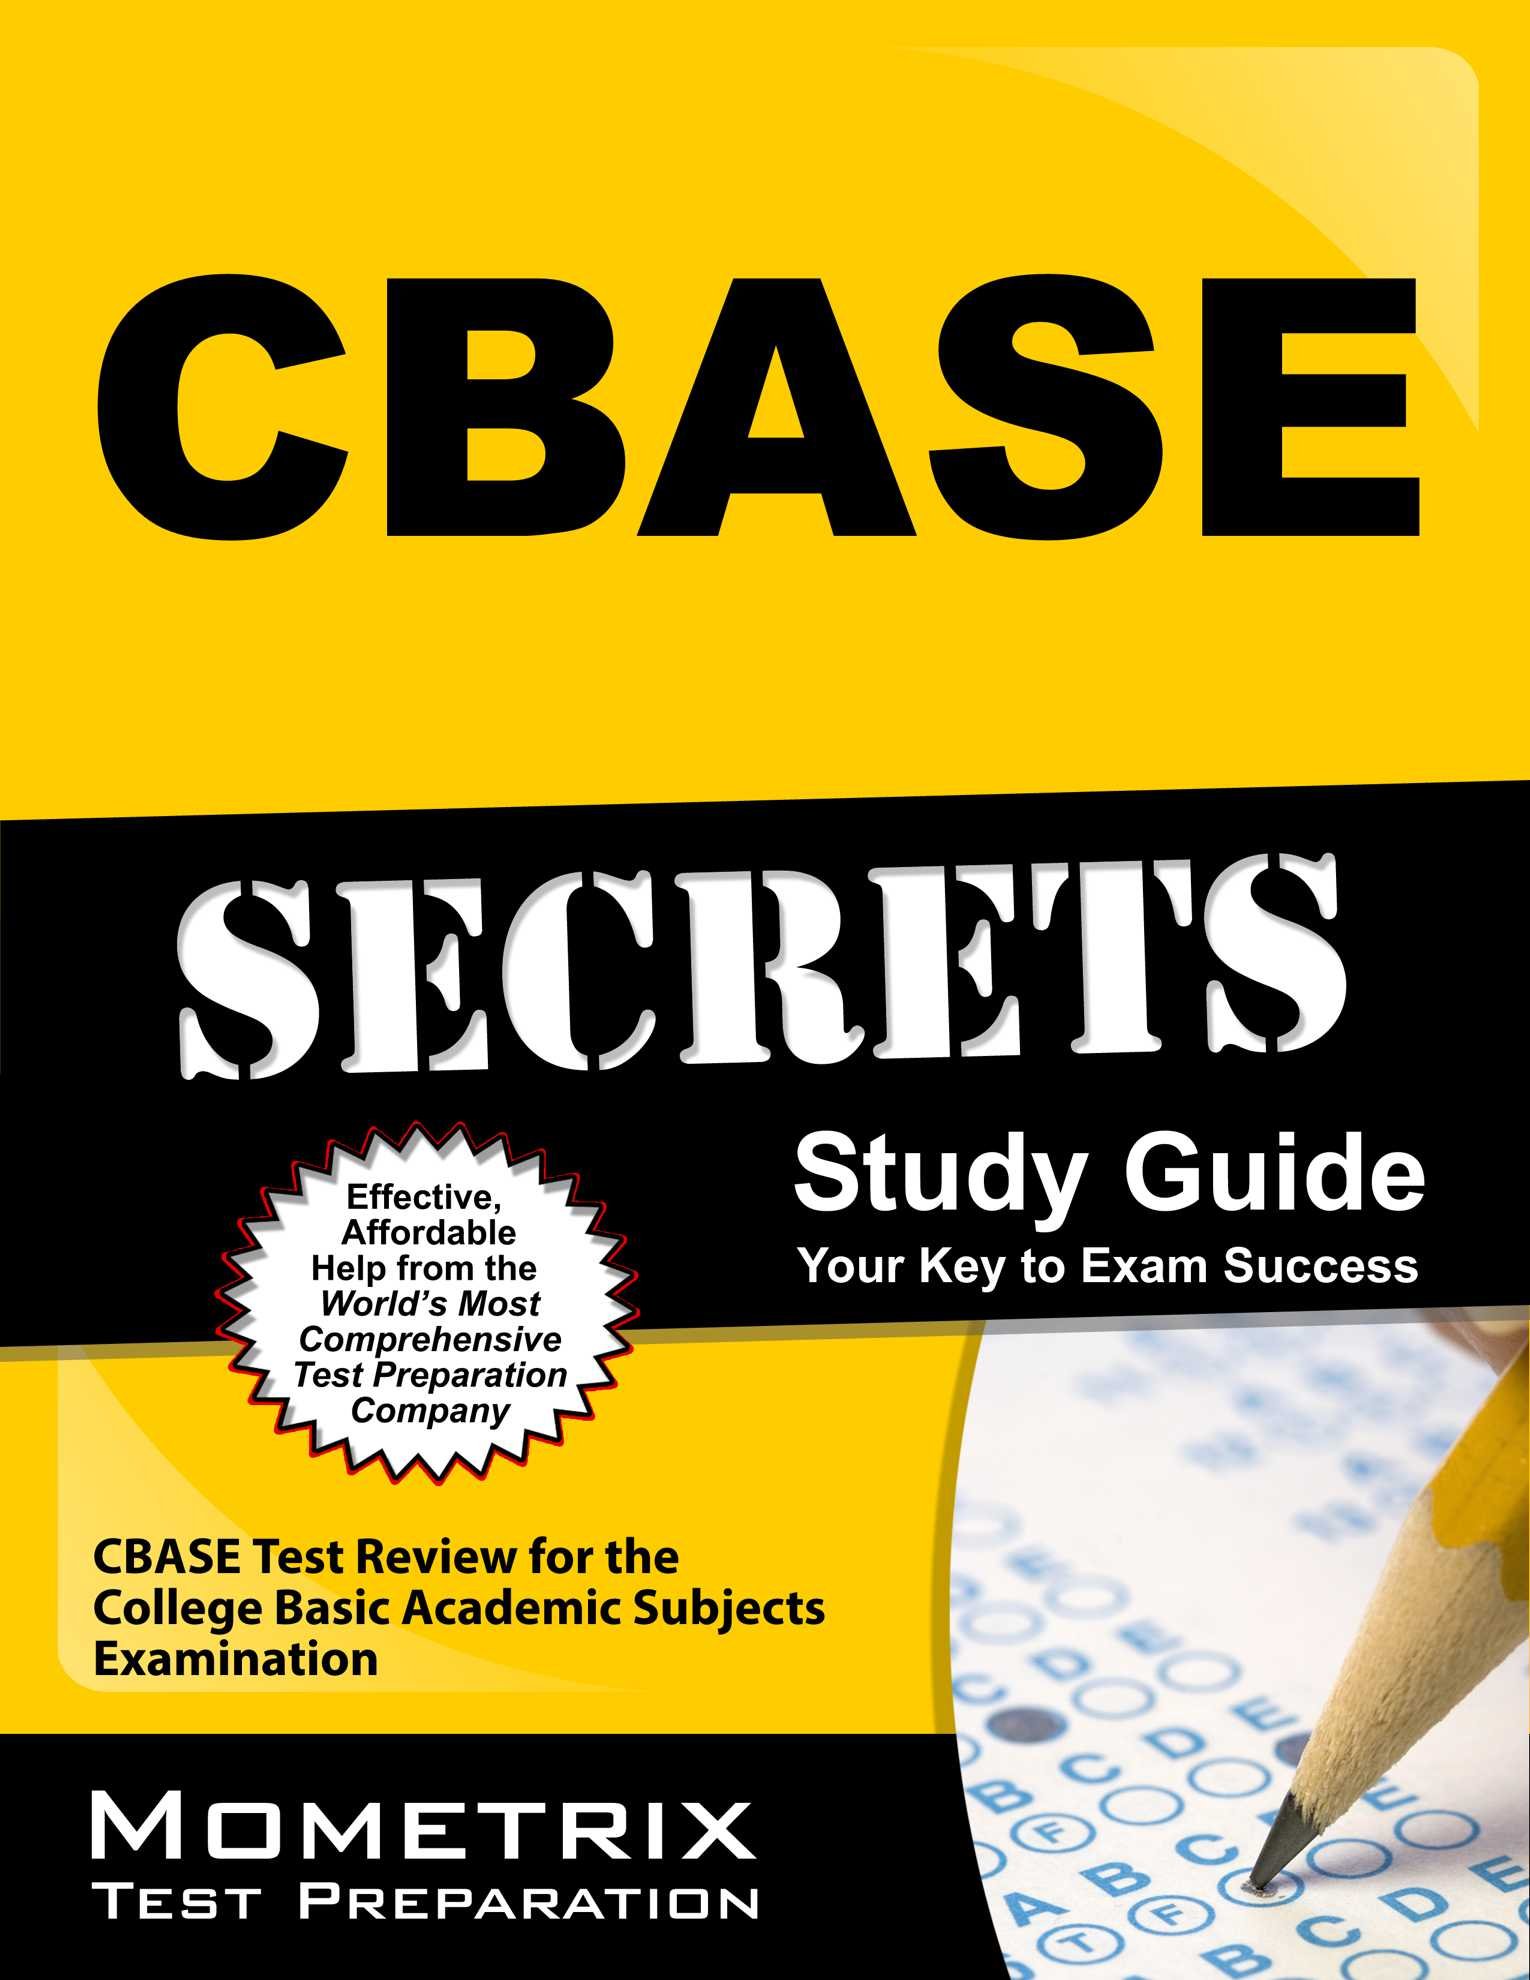 CBASE
SECRETS
Study Guide
Your Key to Exam Success
Effective,
Affordable
Help from the
World's Most
Comprehensive
Test Preparation
Company
CBASE Test Review for the
College Basic Academic Subjects
Examination
MOMETRIX
TEST PREPARATION